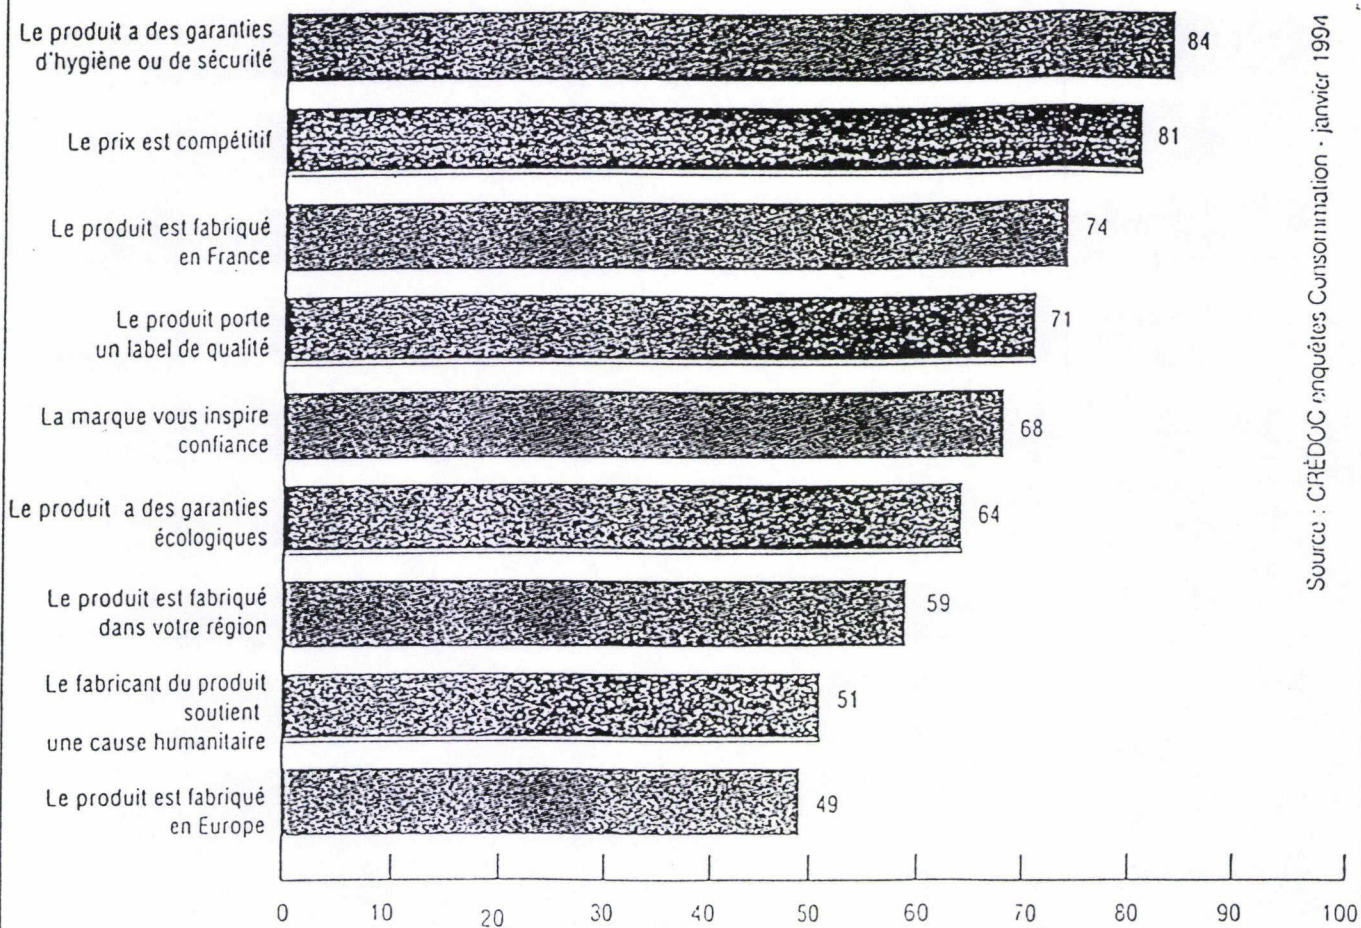 Le produit a des garanties
d'hygiène ou de sécurité
84
Le prix est compétitif
81
Le produit est fabriqué
en France
74
Le produit porte
un label de qualité
71
La marque vous inspire
confiance
68
Le produit a des garanties
écologiques
64
Le produit est fabriqué
dans votre région
59
Le fabricant du produit
soutient
une cause humanitaire
51
Le produit est fabriqué
en Europe
49
0 10 20 30 40 50 60 70 80 90 100
Source : CRÉDOC enquêtes Consommation - janvier 1994